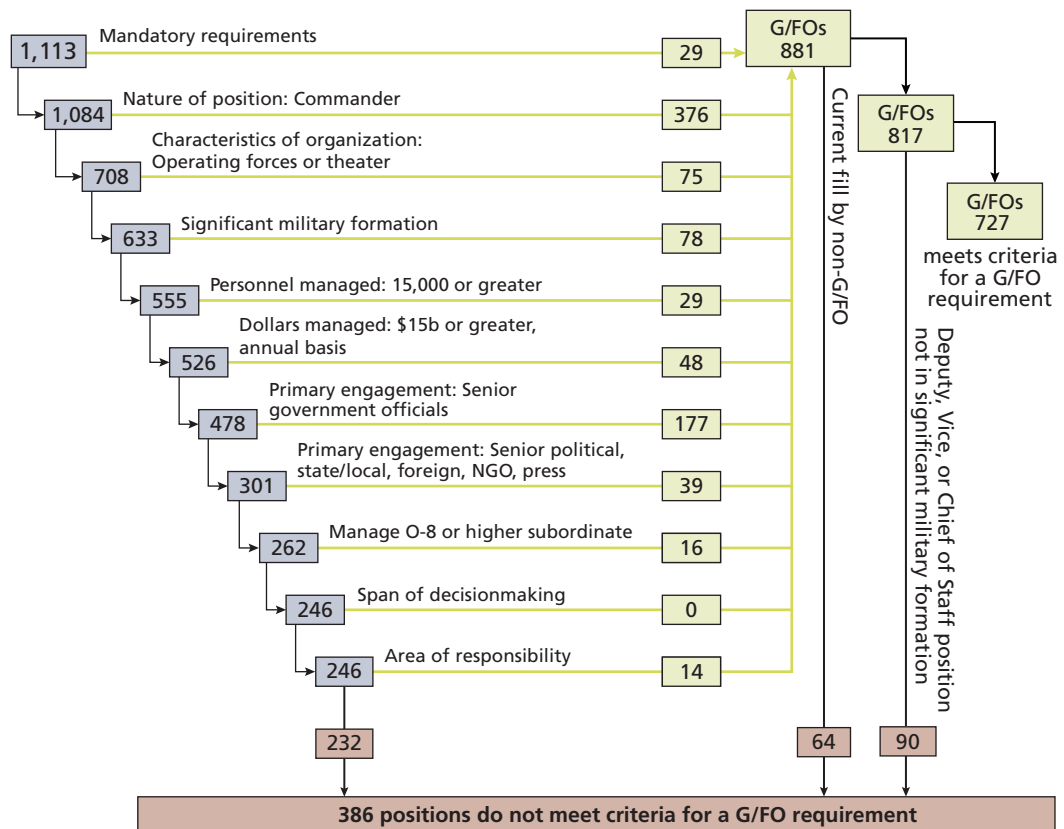 1,113
Mandatory requirements
29
G/FOs
881
1,084
Nature of position: Commander
376
G/FOs
817
708
Characteristics of organization:
Operating forces or theater
75
G/FOs
727
meets criteria
for a G/FO
requirement
633
Significant military formation
78
555
Personnel managed: 15,000 or greater
29
526
Dollars managed: $15b or greater,
annual basis
48
478
Primary engagement: Senior
government officials
177
301
Primary engagement: Senior political,
state/local, foreign, NGO, press
39
262
Manage O-8 or higher subordinate
16
246
Span of decisionmaking
0
246
Area of responsibility
14
Current fill by non-G/FO
Deputy, Vice, or Chief of Staff position
not in significant military formation
232
64
90
386 positions do not meet criteria for a G/FO requirement